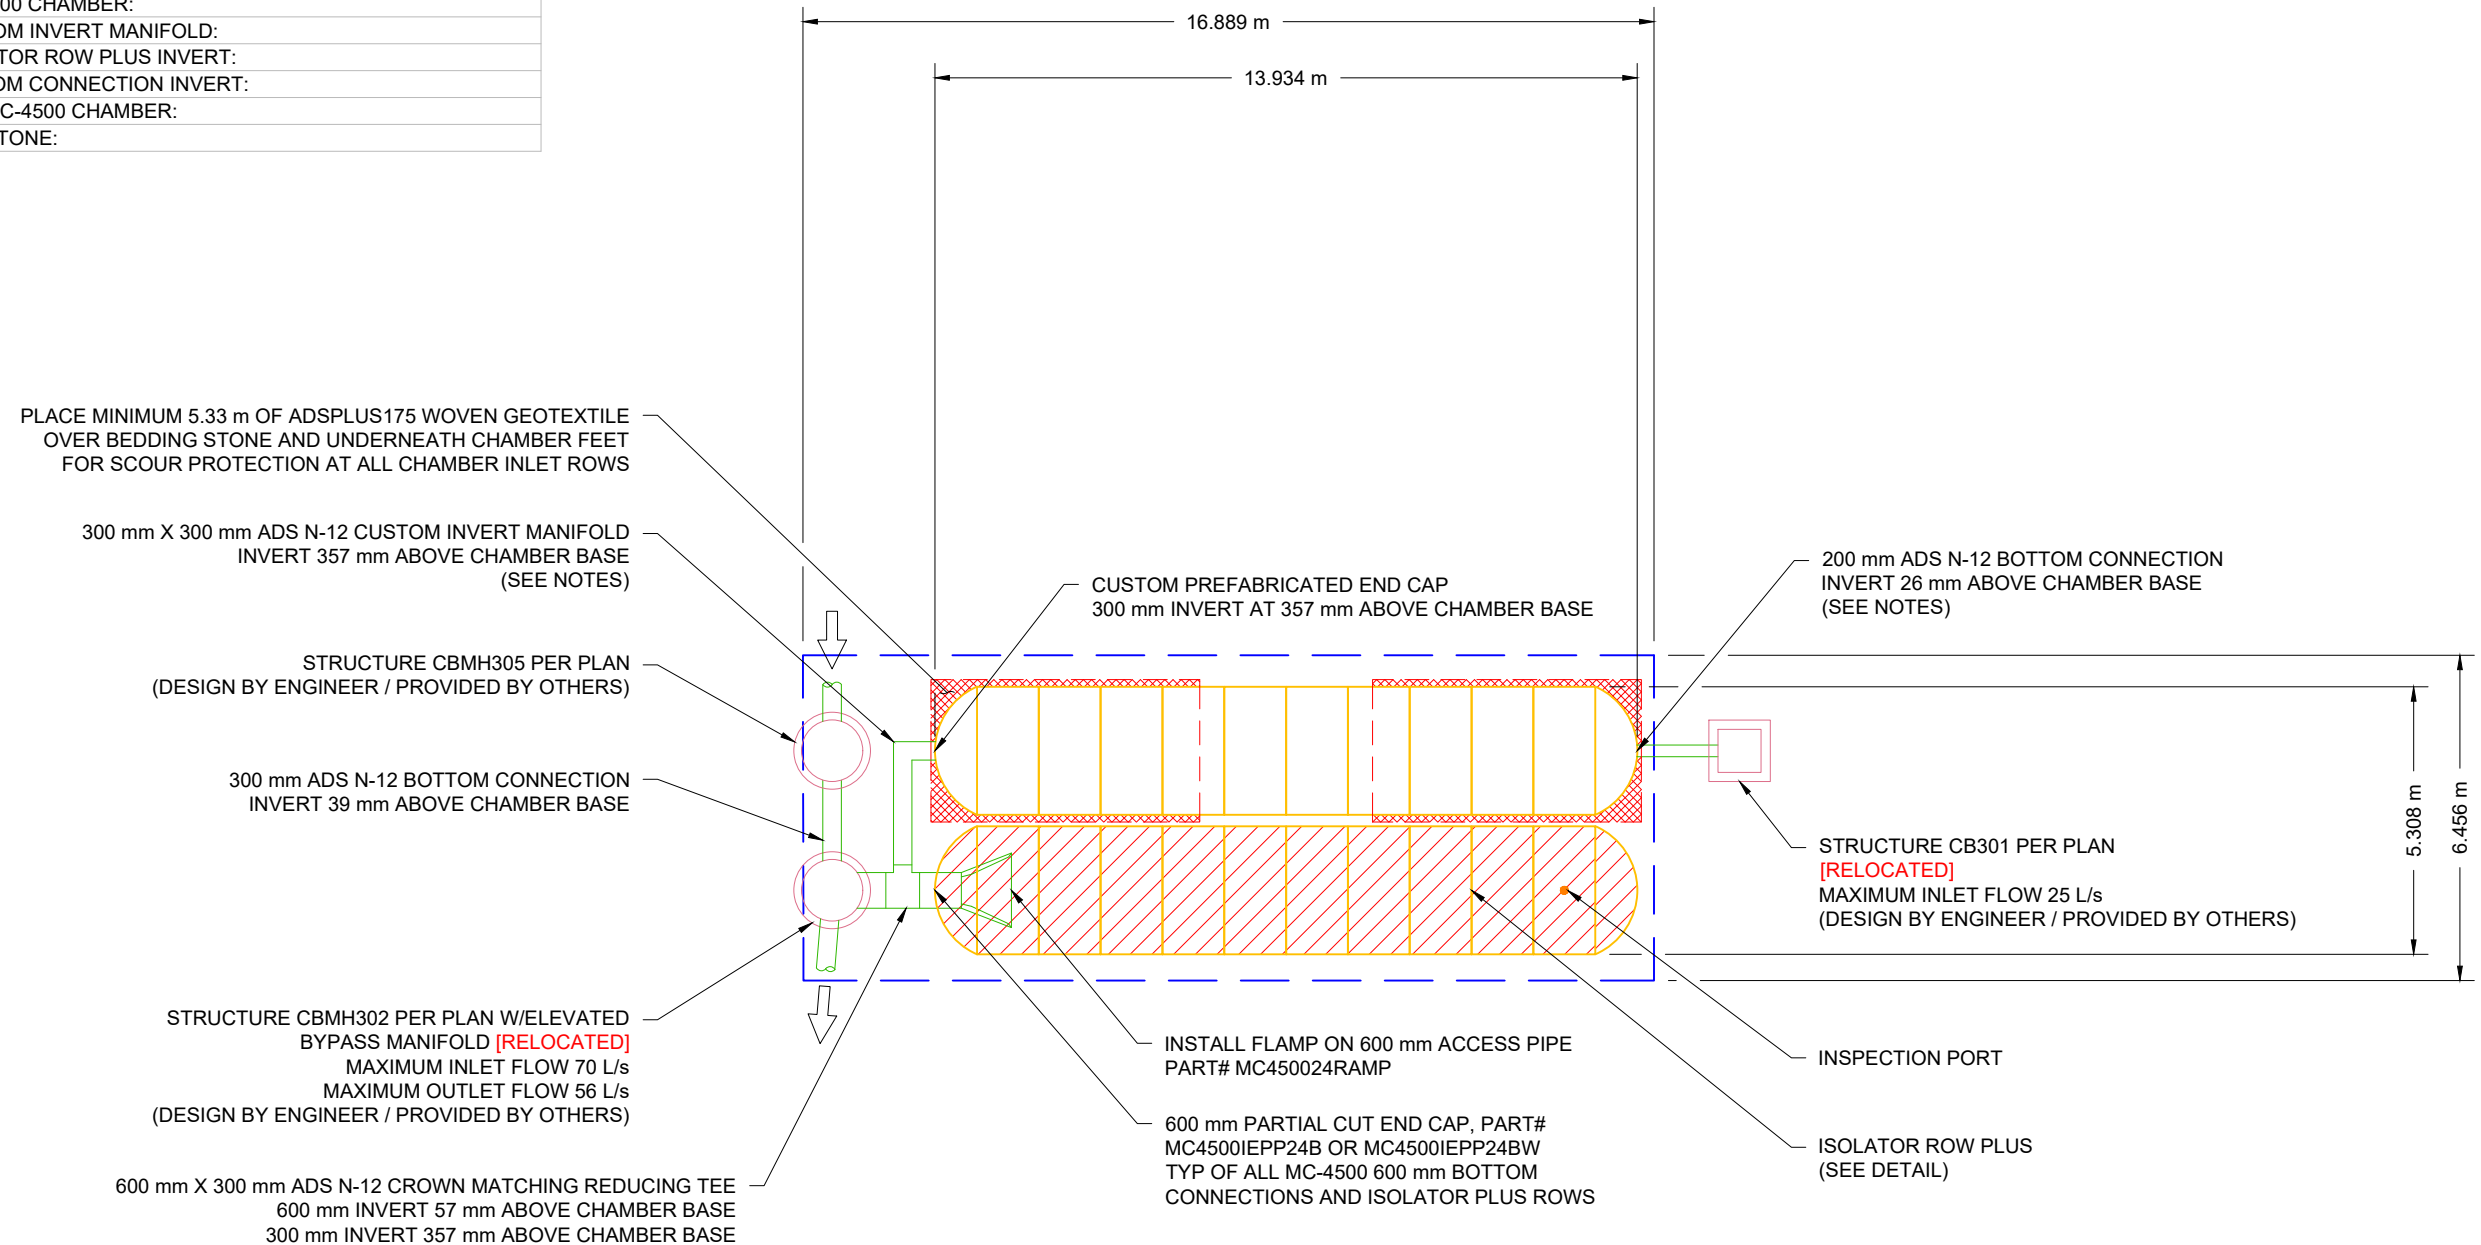 00 CHAMBER:
OM INVERT MANIFOLD:
TOR ROW PLUS INVERT:
OM CONNECTION INVERT:
C-4500 CHAMBER:
TONE:
16.889 m
13.934 m
PLACE MINIMUM 5.33 m OF ADSPLUS175 WOVEN GEOTEXTILE
OVER BEDDING STONE AND UNDERNEATH CHAMBER FEET
FOR SCOUR PROTECTION AT ALL CHAMBER INLET ROWS
300 mm X 300 mm ADS N-12 CUSTOM INVERT MANIFOLD
INVERT 357 mm ABOVE CHAMBER BASE
(SEE NOTES)
CUSTOM PREFABRICATED END CAP
300 mm INVERT AT 357 mm ABOVE CHAMBER BASE
200 mm ADS N-12 BOTTOM CONNECTION
INVERT 26 mm ABOVE CHAMBER BASE
(SEE NOTES)
STRUCTURE CBMH305 PER PLAN
(DESIGN BY ENGINEER / PROVIDED BY OTHERS)
300 mm ADS N-12 BOTTOM CONNECTION
INVERT 39 mm ABOVE CHAMBER BASE
5.308 m
6.456 m
STRUCTURE CB301 PER PLAN
[RELOCATED]
MAXIMUM INLET FLOW 25 L/s
(DESIGN BY ENGINEER / PROVIDED BY OTHERS)
STRUCTURE CBMH302 PER PLAN W/ELEVATED
BYPASS MANIFOLD [RELOCATED]
MAXIMUM INLET FLOW 70 L/s
MAXIMUM OUTLET FLOW 56 L/s
(DESIGN BY ENGINEER / PROVIDED BY OTHERS)
INSTALL FLAMP ON 600 mm ACCESS PIPE
PART# MC450024RAMP
INSPECTION PORT
600 mm PARTIAL CUT END CAP, PART#
MC4500IEPP24B OR MC4500IEPP24BW
TYP OF ALL MC-4500 600 mm BOTTOM
CONNECTIONS AND ISOLATOR PLUS ROWS
ISOLATOR ROW PLUS
(SEE DETAIL)
600 mm X 300 mm ADS N-12 CROWN MATCHING REDUCING TEE
600 mm INVERT 57 mm ABOVE CHAMBER BASE
300 mm INVERT 357 mm ABOVE CHAMBER BASE